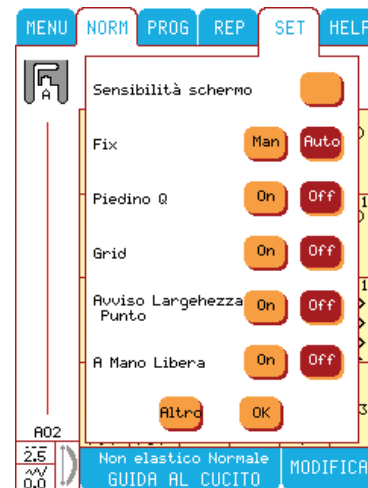 MENU NORM PROG REP SET HELP
A
Sensibilità schermo
Fix Man Auto
Piedino Q On Off
Grid On Off
Avviso Largehezza On Off
Punto
A Mano Libera On Off
Altro OK
A02
2.5
0.0
Non elastico Normale
GUIDA AL CUCITO
MODIFICA